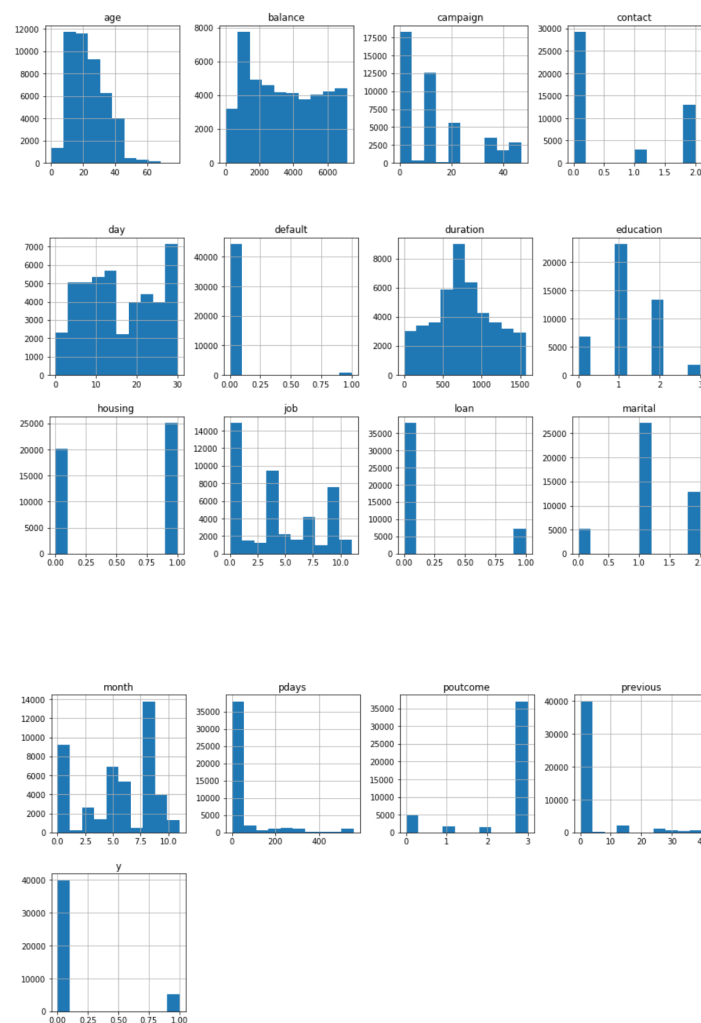 age balance campaign contact
12000 8000 17500 30000
10000 15000 25000
8000 6000 12500 20000
6000 4000 10000 15000
4000 7500 10000
2000 2000 5000 5000
2500
0 0 0 0
0 20 40 60 0 2000 4000 6000 0 20 40 0.0 0.5 1.0 1.5 2.0
day default duration education
7000 40000 8000 20000
6000
5000 30000 6000 15000
4000 20000 4000 10000
3000
2000 10000 2000 5000
1000
0 0 0 0
0 10 20 30 0.00 0.25 0.50 0.75 1.00 0 500 1000 1500 0 1 2
housing job loan marital
25000 14000 35000 25000
20000 12000 30000 20000
15000 10000 25000 15000
8000 20000
10000 6000 15000 10000
5000 4000 10000 5000
2000 5000
0 0 0 0
0.00 0.25 0.50 0.75 1.00 0.0 2.5 5.0 7.5 10.0 0.00 0.25 0.50 0.75 1.00 0.0 0.5 1.0 1.5
month pdays poutcome previous
14000 35000 35000 40000
12000 30000 30000
10000 25000 25000 30000
8000 20000 20000 20000
6000 15000 15000
4000 10000 10000 10000
2000 5000 5000
0 0 0 0
0.0 2.5 5.0 7.5 10.0 0 200 400 0 1 2 3 0 10 20 30
y
40000
30000
20000
10000
0
0.00 0.25 0.50 0.75 1.00